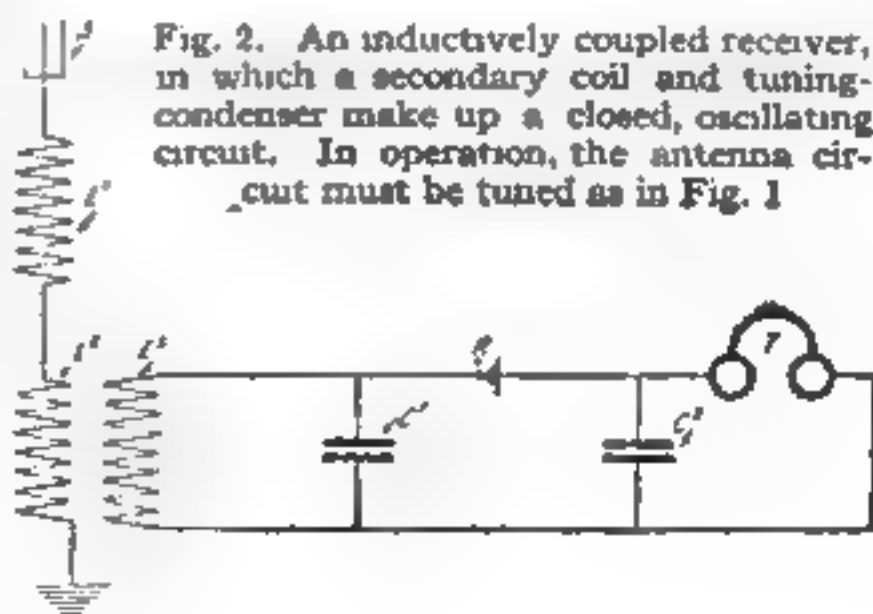 Fig. 2. An inductively coupled receiver,
in which a secondary coil and tuning-
condenser make up a closed, oscillating
circuit. In operation, the antenna cir-
cuit must be tuned as in Fig. 1
T